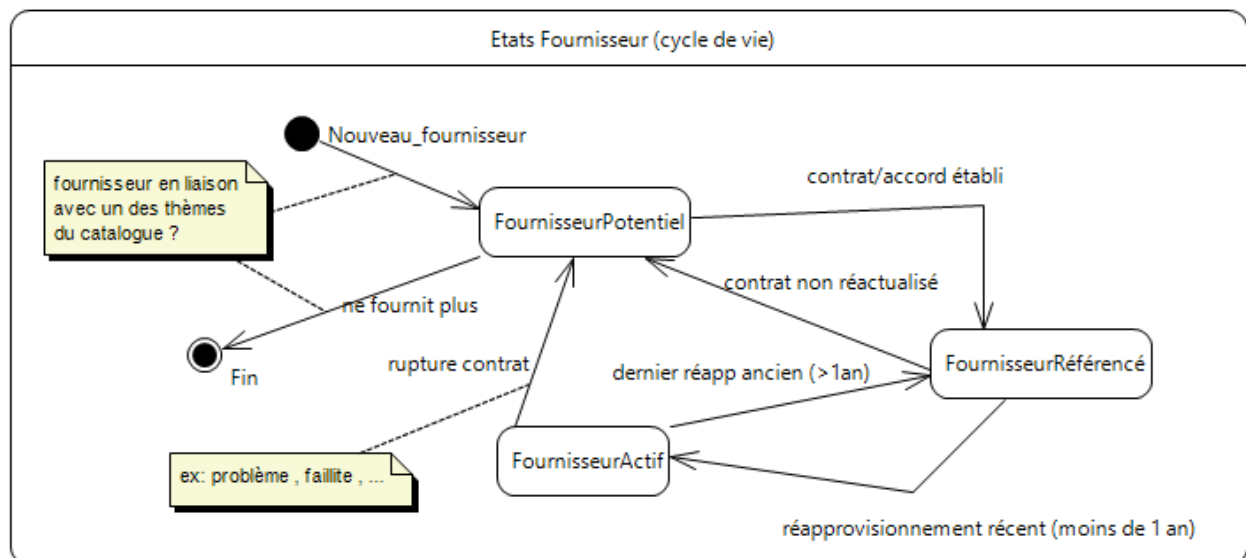 Etats Fournisseur (cycle de vie)
Nouveau_fournisseur
fournisseur en liaison
avec un des thèmes
du catalogue ?
contrat/accord établi
FournisseurPotentiel
contrat non réactualisé
ne fournit plus
Fin
rupture contrat
dernier réapp ancien (>1an)
FournisseurRéférencé
FournisseurActif
ex: problème , faillite , ...
réapprovisionnement récent (moins de 1 an)